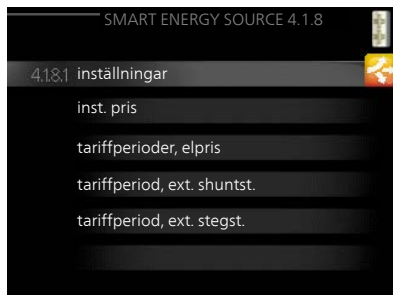 SMART ENERGY SOURCE 4.1.8
4.1.8.1 inställningar
inst. pris
tariffperioder, elpris
tariffperiod, ext. shuntst.
tariffperiod, ext. stegst.